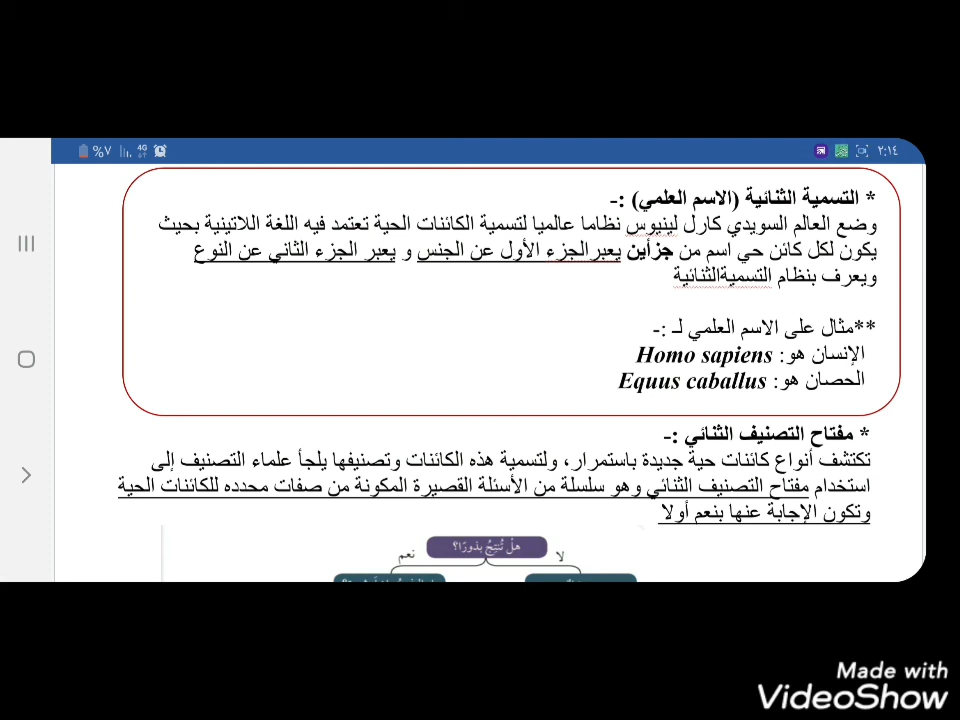 ٢:١٤
%٧
4G
* التسمية الثنائية (الاسم العلمي) :-
وضع العالم السويدي كارل لينيوس نظاما عالميا لتسمية الكائنات الحية تعتمد فيه اللغة اللاتينية بحيث
يكون لكل كائن حي اسم من جزأين يعبرالجزء الأول عن الجنس و يعبر الجزء الثاني عن النوع
ويعرف بنظام التسميةالثنائية
**مثال على الاسم العلمي لـ :-
الإنسان هو: Homo sapiens
الحصان هو: Equus caballus
* مفتاح التصنيف الثنائي :-
تكتشف أنواع كائنات حية جديدة باستمرار، ولتسمية هذه الكائنات وتصنيفها يلجأ علماء التصنيف إلى
استخدام مفتاح التصنيف الثنائي وهو سلسلة من الأسئلة القصيرة المكونة من صفات محدده للكائنات الحية
وتكون الإجابة عنها بنعم أولا
هلْ تُنتِجُ بذورًا؟
لا
نعم
Made with
VideoShow